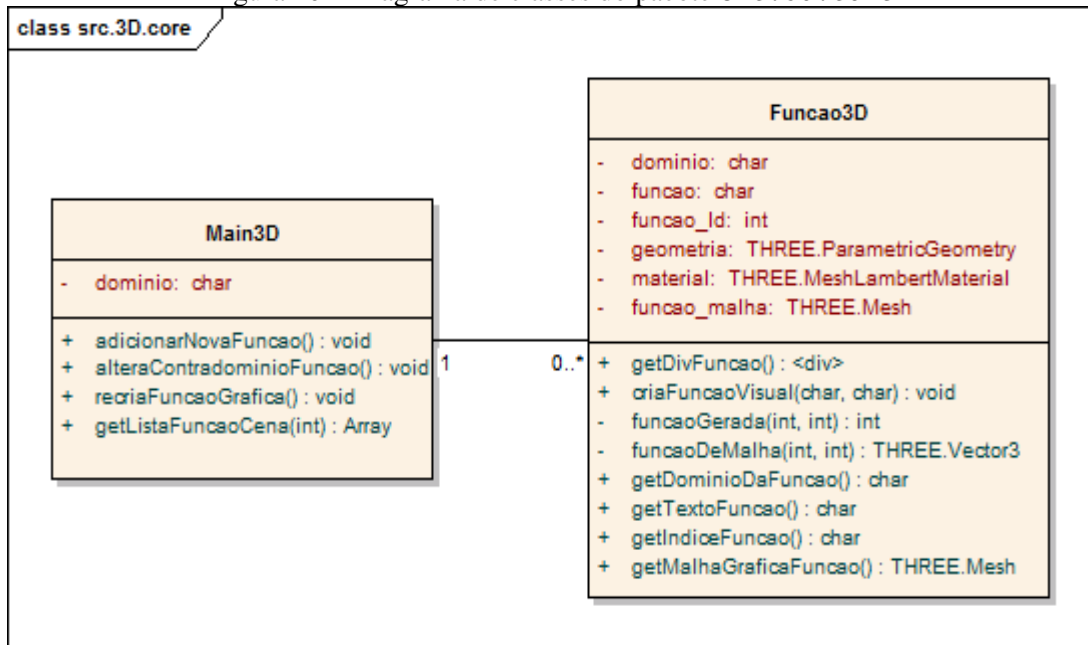 class src.3D.core
Main3D
- dominio: char
+ adicionarNovaFuncao() : void
+ alteraContradominioFuncao() : void
+ recriaFuncaoGrafica() : void
+ getListaFuncaoCena(int) : Array
1
0..*
Funcao3D
- dominio: char
- funcao: char
- funcao_Id: int
- geometria: THREE.ParametricGeometry
- material: THREE.MeshLambertMaterial
- funcao_malha: THREE.Mesh
+ getDivFuncao() : <div>
+ criaFuncaoVisual(char, char) : void
- funcaoGerada(int, int) : int
- funcaoDeMalha(int, int) : THREE.Vector3
+ getDominioDaFuncao() : char
+ getTextoFuncao() : char
+ getIndiceFuncao() : char
+ getMalhaGraficaFuncao() : THREE.Mesh